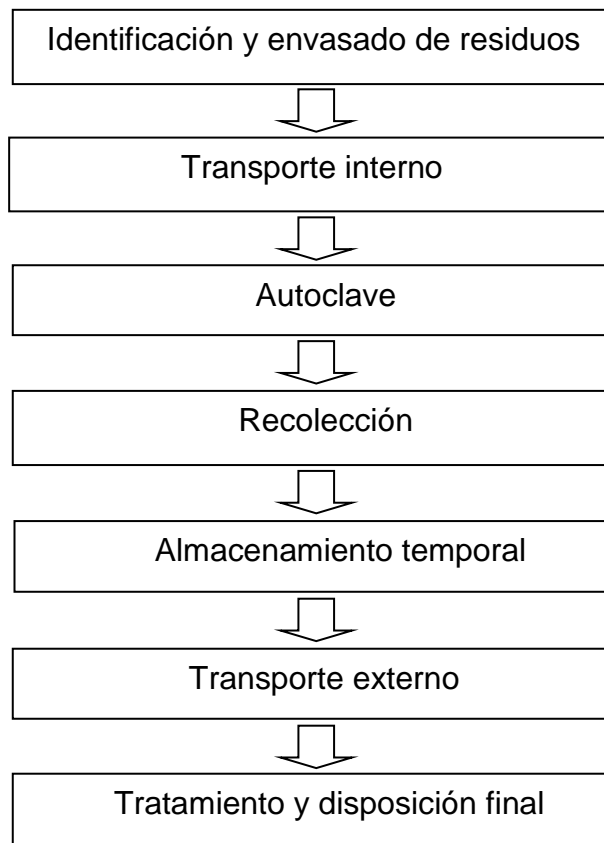 Identificación y envasado de residuos
Transporte interno
Autoclave
Recolección
Almacenamiento temporal
Transporte externo
Tratamiento y disposición final